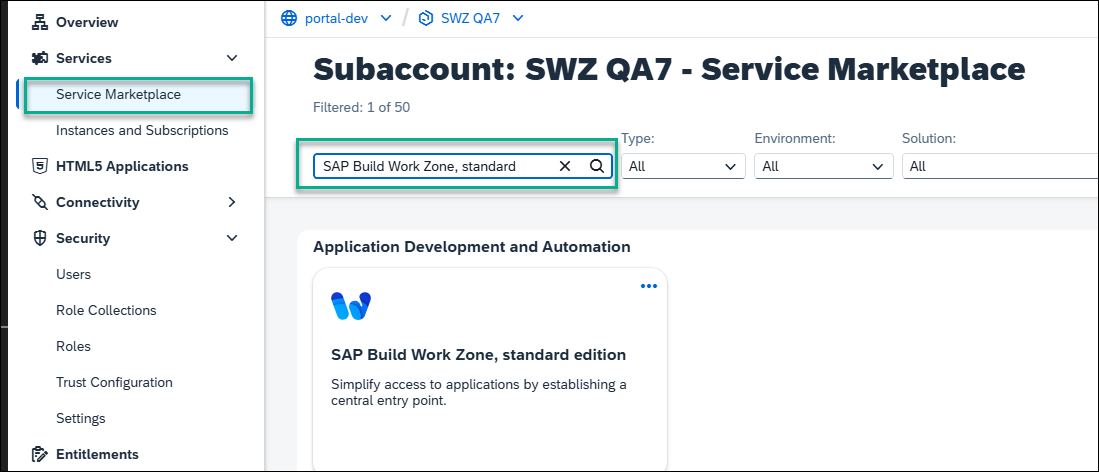 Overview
Services
Service Marketplace
Instances and Subscriptions
HTML5 Applications
Connectivity
Security
Users
Role Collections
Roles
Trust Configuration
Settings
Entitlements
portal-dev / SWZ QA7
Subaccount: SWZ QA7 - Service Marketplace
Filtered: 1 of 50
Type: Environment: Solution:
SAP Build Work Zone, standard All All All
Application Development and Automation
SAP Build Work Zone, standard edition
Simplify access to applications by establishing a
central entry point.